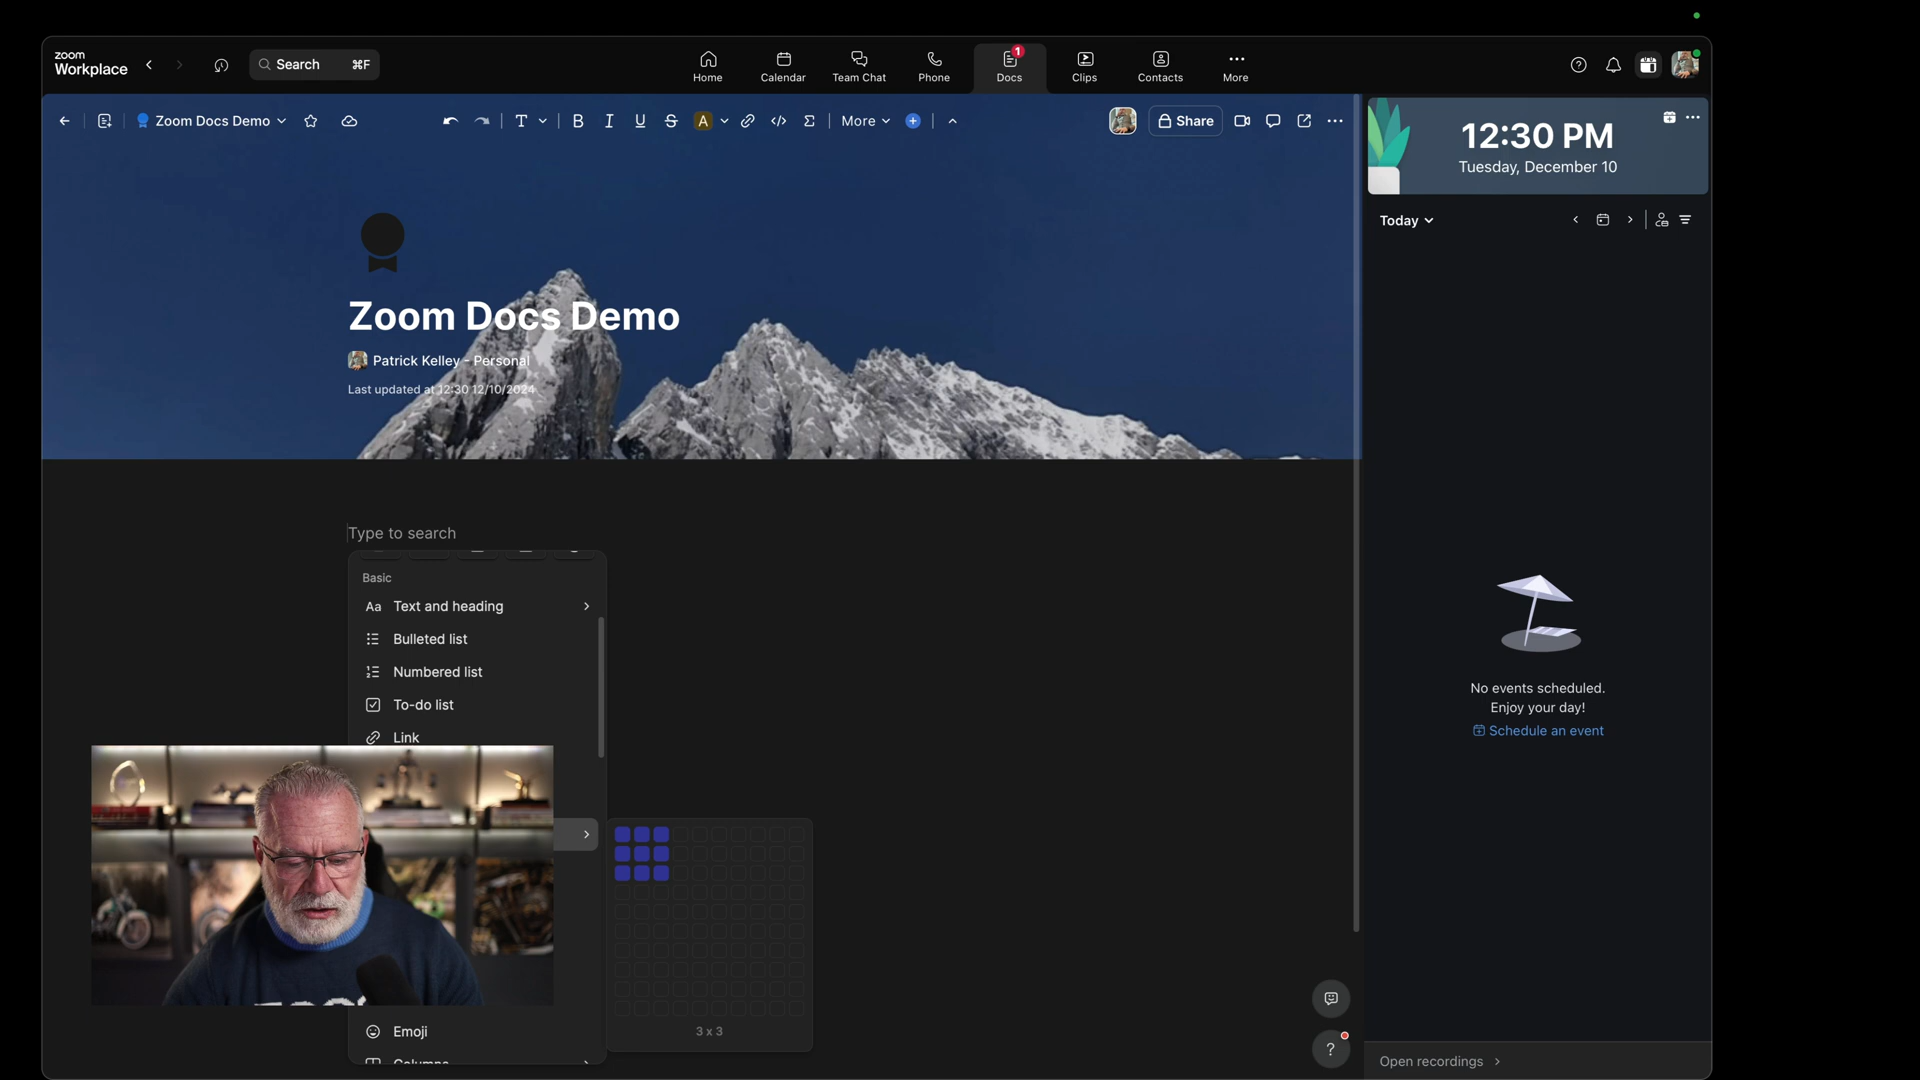 zoom
Workplace
Search ⌘F
Home
Calendar
Team Chat
Phone
1
Docs
Clips
Contacts
More
Zoom Docs Demo
T
B
I
U
S
A
</>
Σ
More
Share
12:30 PM
Tuesday, December 10
Today
Zoom Docs Demo
Patrick Kelley - Personal
Last updated at 12:30 12/10/2024
Type to search
Basic
Aa Text and heading
Bulleted list
Numbered list
To-do list
Link
Emoji
Columns
3 x 3
No events scheduled.
Enjoy your day!
Schedule an event
?
Open recordings